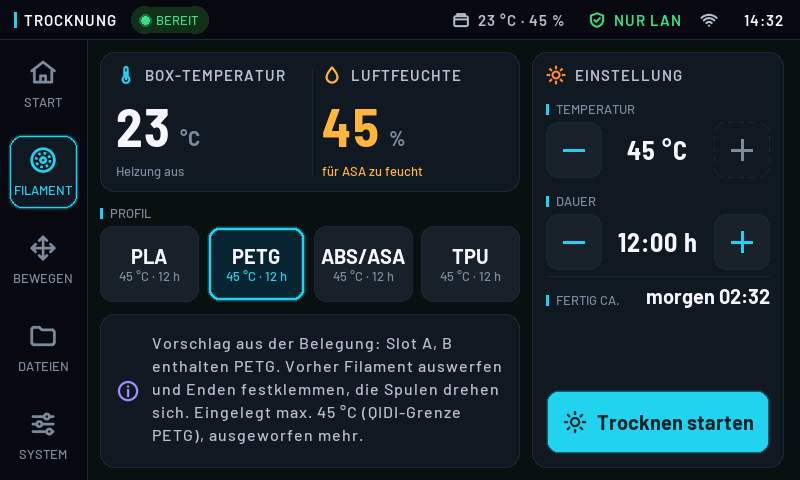 TROCKNUNG
BEREIT
23 °C · 45 %
NUR LAN
14:32
START
FILAMENT
BEWEGEN
DATEIEN
SYSTEM
BOX-TEMPERATUR
23 °C
Heizung aus
LUFTFEUCHTE
45 %
für ASA zu feucht
PROFIL
PLA
45 °C · 12 h
PETG
45 °C · 12 h
ABS/ASA
45 °C · 12 h
TPU
45 °C · 12 h
Vorschlag aus der Belegung: Slot A, B
enthalten PETG. Vorher Filament auswerfen
und Enden festklemmen, die Spulen drehen
sich. Eingelegt max. 45 °C (QIDI-Grenze
PETG), ausgeworfen mehr.
EINSTELLUNG
TEMPERATUR
− 45 °C +
DAUER
− 12:00 h +
FERTIG CA. morgen 02:32
Trocknen starten